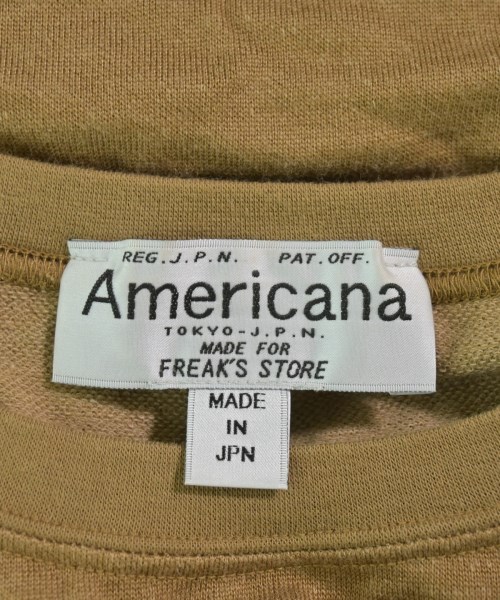 REG.J.P.N. PAT.OFF.
Americana
TOKYO-J.P.N.
MADE FOR
FREAK'S STORE
MADE
IN
JPN